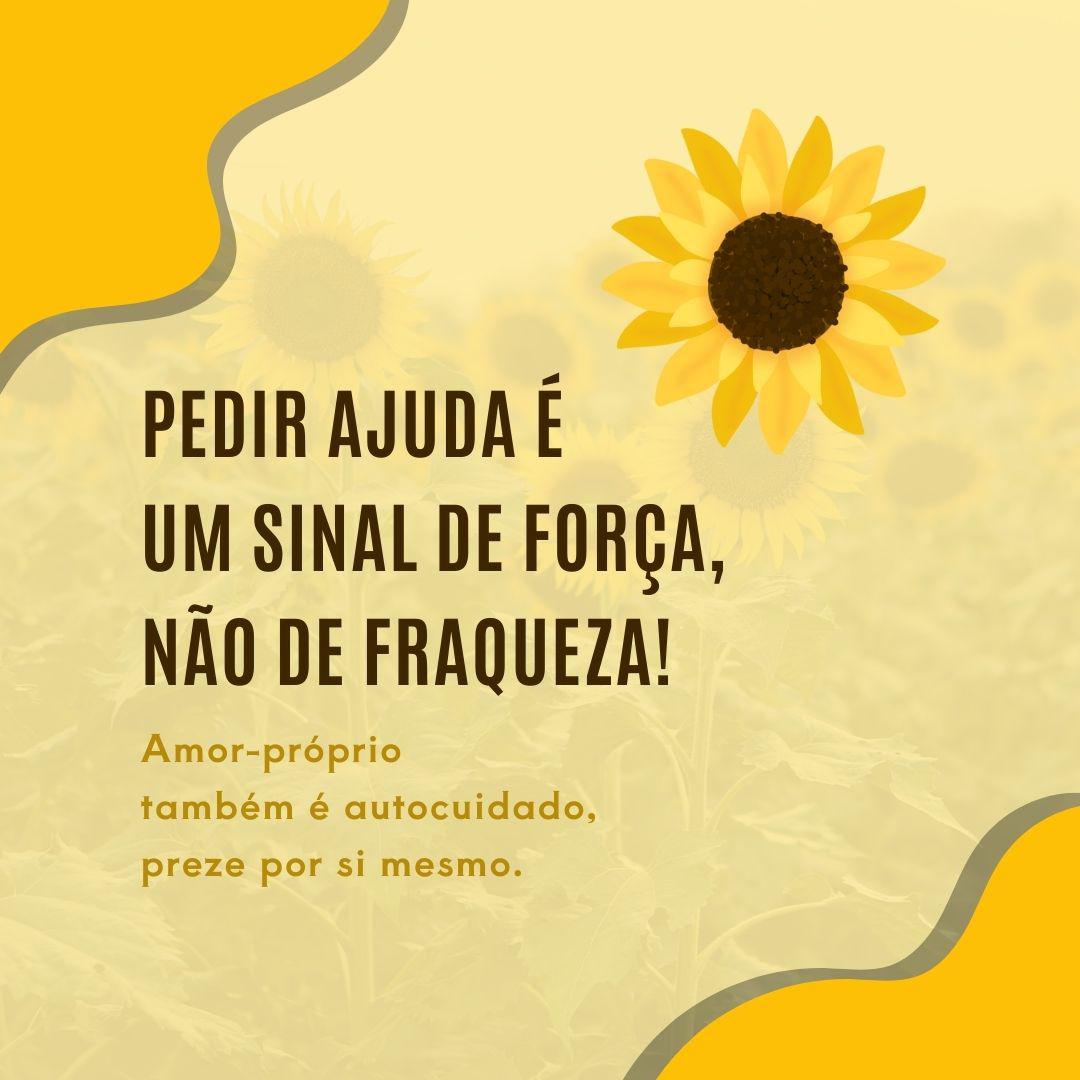 PEDIR AJUDA É
UM SINAL DE FORÇA,
NÃO DE FRAQUEZA!
Amor-próprio
também é autocuidado,
preze por si mesmo.